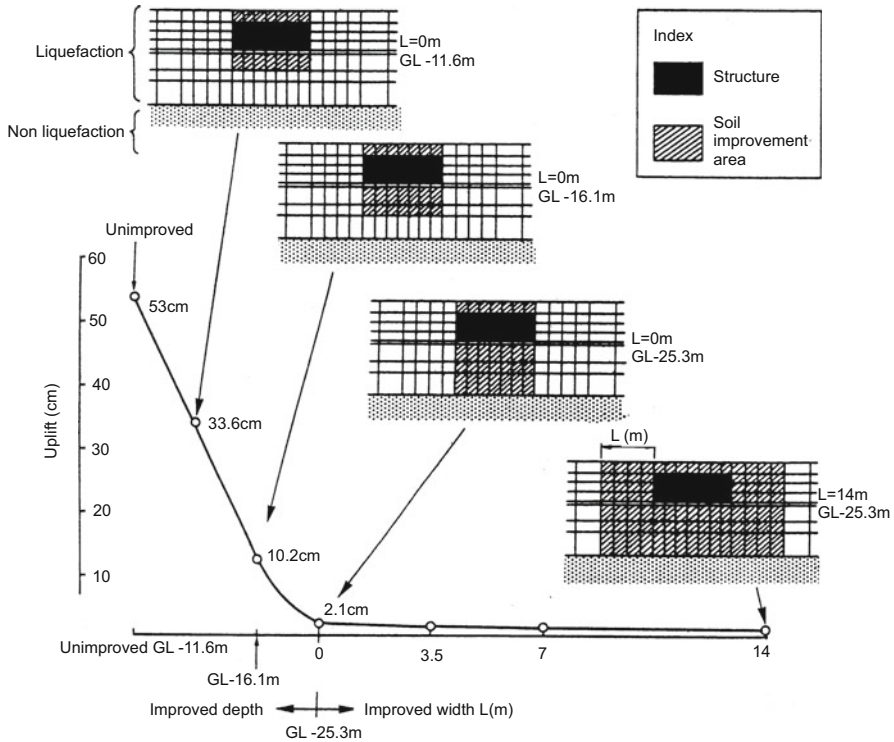 Liquefaction
Non liquefaction
L=0m
GL -11.6m
Index
Structure
Soil
improvement
area
L=0m
GL -16.1m
L=0m
GL-25.3m
L (m)
L=14m
GL-25.3m
Unimproved
Uplift (cm)
60
50
40
30
20
10
53cm
33.6cm
10.2cm
2.1cm
Unimproved GL -11.6m
0
3.5
7
14
GL-16.1m
Improved depth
Improved width L(m)
GL -25.3m